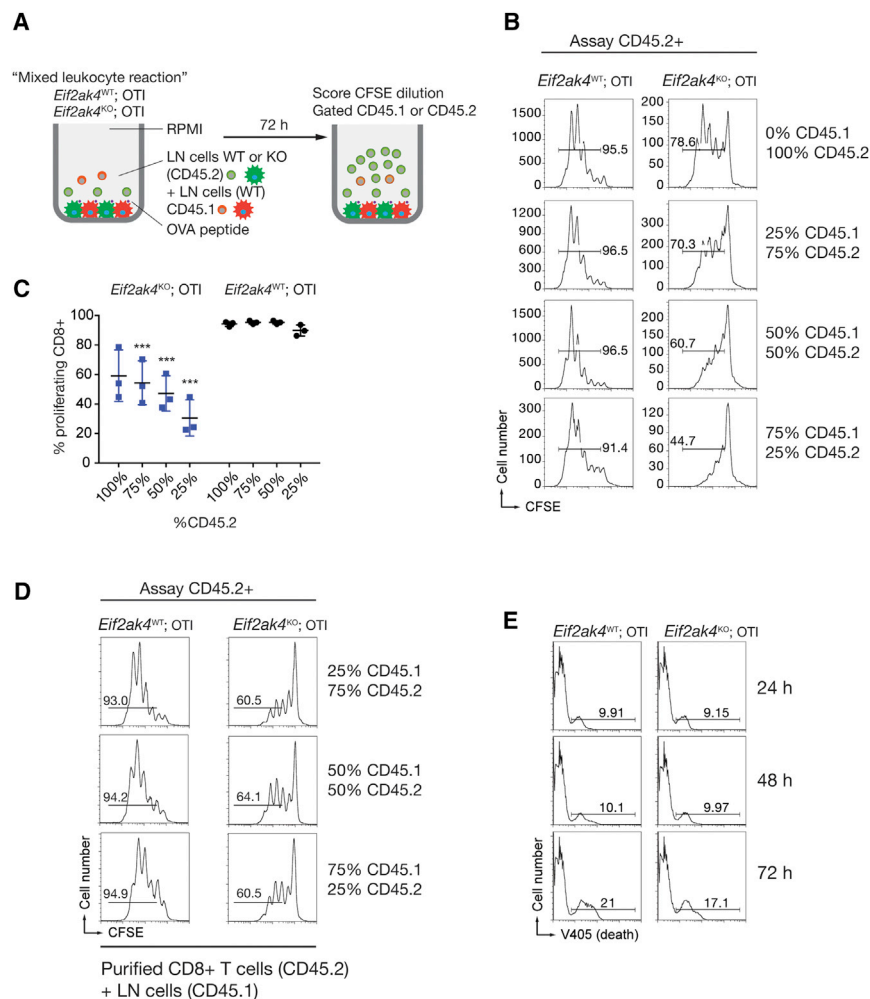 A
"Mixed leukocyte reaction"
Eif2ak4WT; OTI
Eif2ak4KO; OTI
RPMI
LN cells WT or KO
(CD45.2)
+ LN cells (WT)
CD45.1
OVA peptide
72 h
Score CFSE dilution
Gated CD45.1 or CD45.2
B
Assay CD45.2+
Eif2ak4WT; OTI
Eif2ak4KO; OTI
1500
1000
500
0
95.5
200
150
100
50
0
78.6
0% CD45.1
100% CD45.2
1200
900
600
300
0
96.5
300
200
100
0
70.3
25% CD45.1
75% CD45.2
1500
1000
500
0
96.5
250
200
150
100
50
0
60.7
50% CD45.1
50% CD45.2
300
200
100
0
91.4
120
90
60
30
0
44.7
75% CD45.1
25% CD45.2
Cell number
CFSE
C
Eif2ak4KO; OTI
Eif2ak4WT; OTI
% proliferating CD8+
100
80
60
40
20
0
***
***
***
100%
75%
50%
25%
100%
75%
50%
25%
%CD45.2
D
Assay CD45.2+
Eif2ak4WT; OTI
Eif2ak4KO; OTI
93.0
60.5
25% CD45.1
75% CD45.2
94.2
64.1
50% CD45.1
50% CD45.2
94.9
60.5
75% CD45.1
25% CD45.2
Cell number
CFSE
Purified CD8+ T cells (CD45.2)
+ LN cells (CD45.1)
E
Eif2ak4WT; OTI
Eif2ak4KO; OTI
9.91
9.15
24 h
10.1
9.97
48 h
21
17.1
72 h
Cell number
V405 (death)